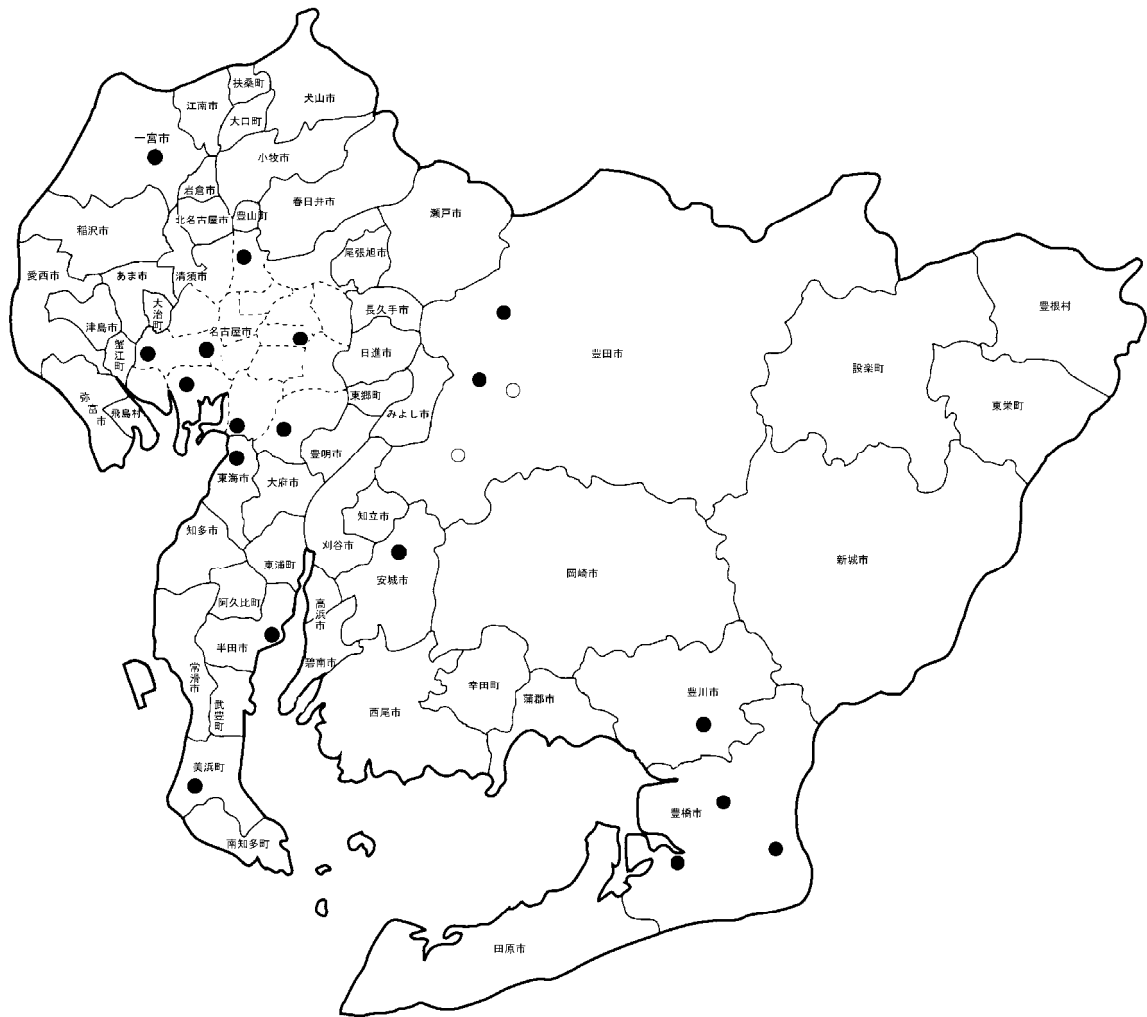 扶桑町
犬山市
江南市
大口町
一宮市
小牧市
岩倉市
春日井市
瀬戸市
北名古屋市
豊山町
稲沢市
尾張旭市
愛西市
あま市
清須市
豊根村
大治町
長久手市
津島市
名古屋市
蟹江町
日進市
豊田市
設楽町
東郷町
東栄町
弥富市
飛島村
みよし市
豊明市
東海市
大府市
知立市
知多市
刈谷市
新城市
東浦町
安城市
岡崎市
阿久比町
高浜市
半田市
碧南市
常滑市
幸田町
豊川市
蒲郡市
武豊町
西尾市
美浜町
豊橋市
南知多町
田原市